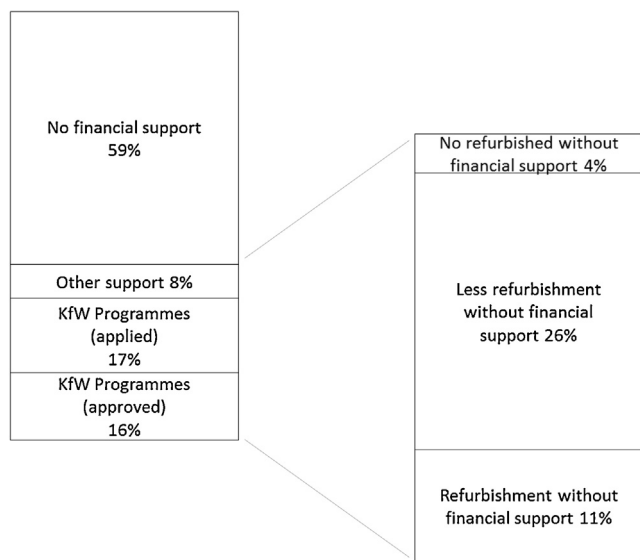 No financial support
59%
Other support 8%
KfW Programmes
(applied)
17%
KfW Programmes
(approved)
16%
No refurbished without
financial support 4%
Less refurbishment
without financial
support 26%
Refurbishment without
financial support 11%